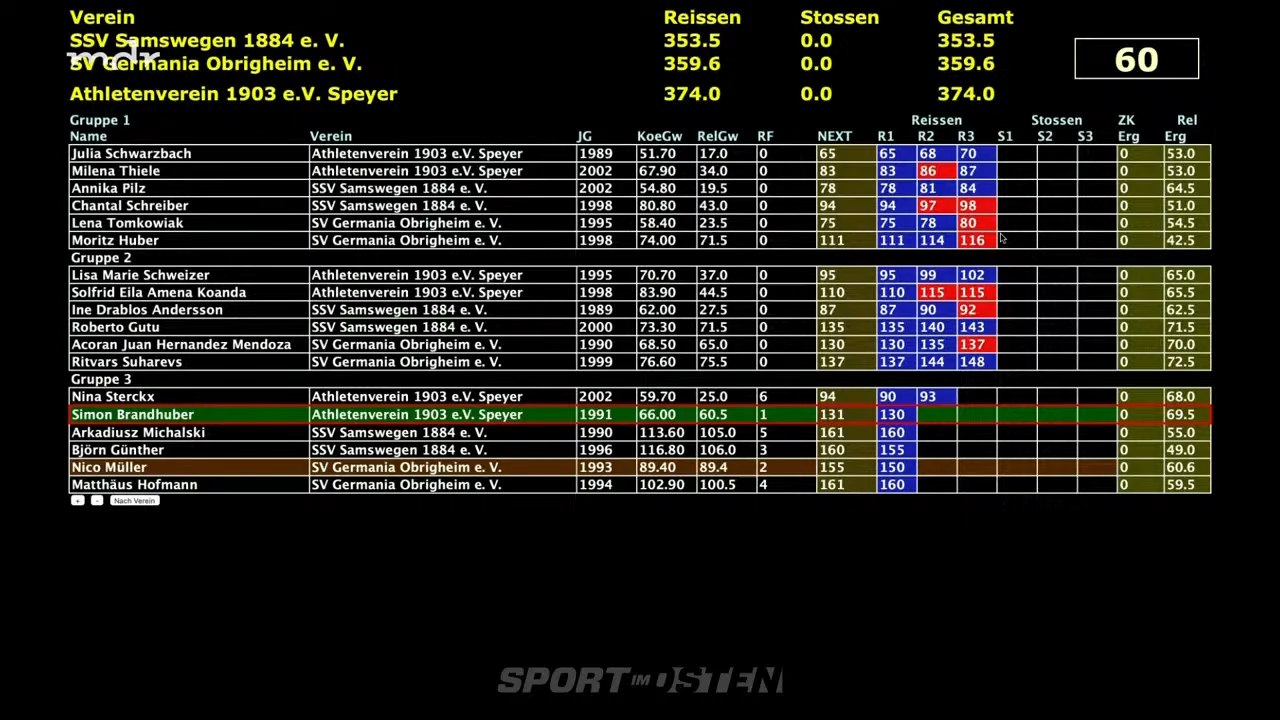 Verein Reissen Stossen Gesamt
SSV Samswegen 1884 e. V. 353.5 0.0 353.5
mdr
SV Germania Obrigheim e. V. 359.6 0.0 359.6
60
Athletenverein 1903 e.V. Speyer 374.0 0.0 374.0
Gruppe 1 Reissen Stossen ZK Rel
Name Verein JG KoeGw RelGw RF NEXT R1 R2 R3 S1 S2 S3 Erg Erg
Julia Schwarzbach Athletenverein 1903 e.V. Speyer 1989 51.70 17.0 0 65 65 68 70 0 53.0
Milena Thiele Athletenverein 1903 e.V. Speyer 2002 67.90 34.0 0 83 83 86 87 0 53.0
Annika Pilz SSV Samswegen 1884 e. V. 2002 54.80 19.5 0 78 78 81 84 0 64.5
Chantal Schreiber SSV Samswegen 1884 e. V. 1998 80.80 43.0 0 94 94 97 98 0 51.0
Lena Tomkowiak SV Germania Obrigheim e. V. 1995 58.40 23.5 0 75 75 78 80 0 54.5
Moritz Huber SV Germania Obrigheim e. V. 1998 74.00 71.5 0 111 111 114 116 0 42.5
Gruppe 2
Lisa Marie Schweizer Athletenverein 1903 e.V. Speyer 1995 70.70 37.0 0 95 95 99 102 0 65.0
Solfrid Eila Amena Koanda Athletenverein 1903 e.V. Speyer 1998 83.90 44.5 0 110 110 115 115 0 65.5
Ine Drablos Andersson SSV Samswegen 1884 e. V. 1989 62.00 27.5 0 87 87 90 92 0 62.5
Roberto Gutu SSV Samswegen 1884 e. V. 2000 73.30 71.5 0 135 135 140 143 0 71.5
Acoran Juan Hernandez Mendoza SV Germania Obrigheim e. V. 1990 68.50 65.0 0 130 130 135 137 0 70.0
Ritvars Suharevs SV Germania Obrigheim e. V. 1999 76.60 75.5 0 137 137 144 148 0 72.5
Gruppe 3
Nina Sterckx Athletenverein 1903 e.V. Speyer 2002 59.70 25.0 6 94 90 93 0 68.0
Simon Brandhuber Athletenverein 1903 e.V. Speyer 1991 66.00 60.5 1 131 130 0 69.5
Arkadiusz Michalski SSV Samswegen 1884 e. V. 1990 113.60 105.0 5 161 160 0 55.0
Björn Günther SSV Samswegen 1884 e. V. 1996 116.80 106.0 3 160 155 0 49.0
Nico Müller SV Germania Obrigheim e. V. 1993 89.40 89.4 2 155 150 0 60.6
Matthäus Hofmann SV Germania Obrigheim e. V. 1994 102.90 100.5 4 161 160 0 59.5
+ - Nach Verein
SPORT IM OSTEN